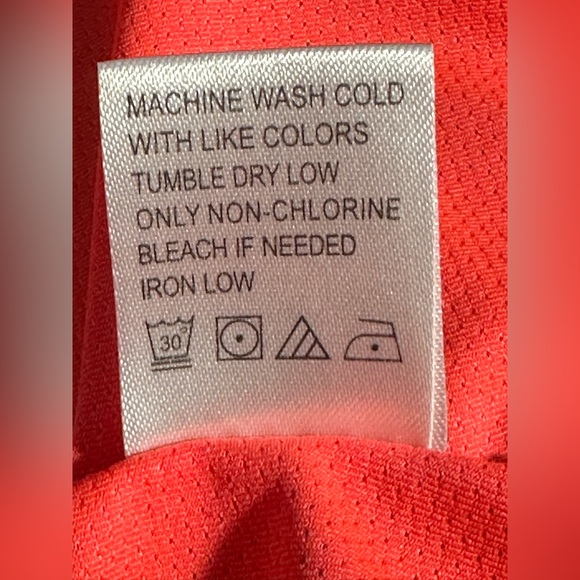 MACHINE WASH COLD
WITH LIKE COLORS
TUMBLE DRY LOW
ONLY NON-CHLORINE
BLEACH IF NEEDED
IRON LOW
30°